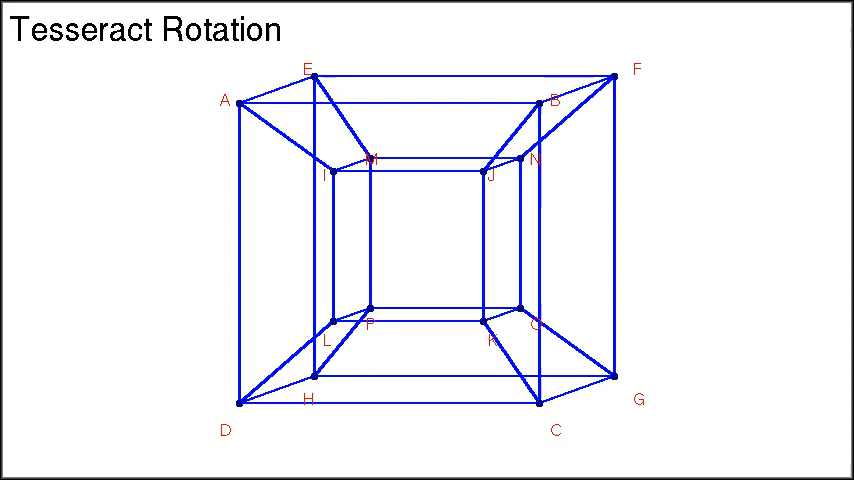 Tesseract Rotation
E F
A B
M N
I J
L P K O
H G
D C